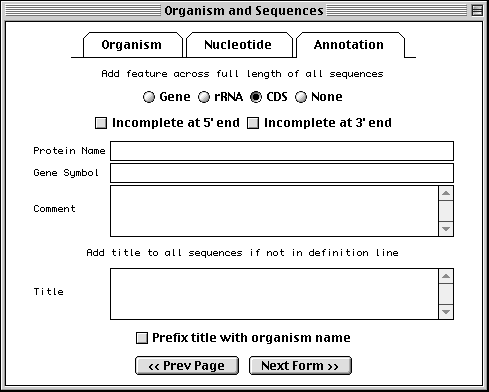 Organism and Sequences
Organism Nucleotide Annotation
Add feature across full length of all sequences
Gene rRNA CDS None
Incomplete at 5' end Incomplete at 3' end
Protein Name
Gene Symbol
Comment
Add title to all sequences if not in definition line
Title
Prefix title with organism name
<< Prev Page Next Form >>